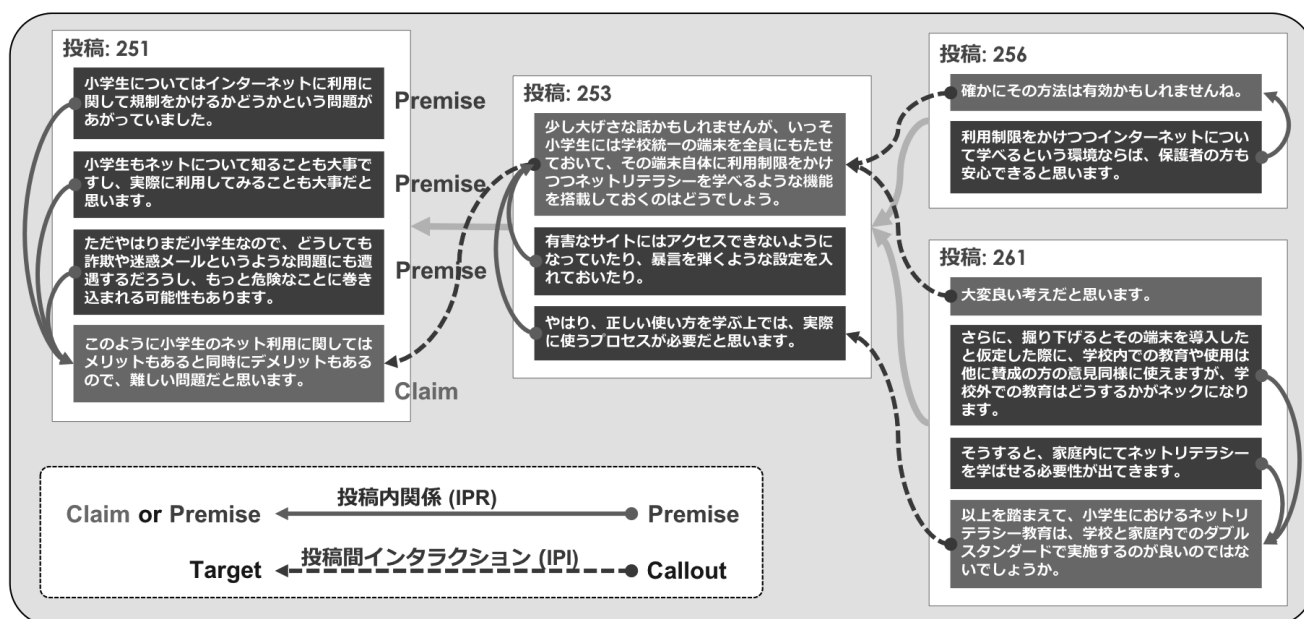 投稿: 251
小学生についてはインターネットに利用に
関して規制をかけるかどうかという問題が
あがっていました。
Premise
小学生もネットについて知ることも大事で
すし、実際に利用してみることも大事だと
思います。
Premise
ただやはりまだ小学生なので、どうしても
詐欺や迷惑メールというような問題にも遭
遇するだろうし、もっと危険なことに巻き
込まれる可能性もあります。
Premise
このように小学生のネット利用に関しては
メリットもあると同時にデメリットもある
ので、難しい問題だと思います。
Claim
投稿: 253
少し大げさな話かもしれませんが、いっそ
小学生には学校統一の端末を全員にもたせ
ておいて、その端末自体に利用制限をかけ
つつネットリテラシーを学べるような機能
を搭載しておくのはどうでしょう。
有害なサイトにはアクセスできないように
なっていたり、暴言を弾くような設定を入
れておいたり。
やはり、正しい使い方を学ぶ上では、実際
に使うプロセスが必要だと思います。
投稿: 256
確かにその方法は有効かもしれませんね。
利用制限をかけつつインターネットについ
て学べるという環境ならば、保護者の方も
安心できると思います。
投稿: 261
大変良い考えだと思います。
さらに、掘り下げるとその端末を導入した
と仮定した際に、学校内での教育や使用は
他に賛成の方の意見同様に使えますが、学
校外での教育はどうするかがネックになり
ます。
そうすると、家庭内にてネットリテラシー
を学ばせる必要性が出てきます。
以上を踏まえて、小学生におけるネットリ
テラシー教育は、学校と家庭内でのダブル
スタンダードで実施するのが良いのではな
いでしょうか。
投稿内関係 (IPR)
Claim or Premise
Premise
投稿間インタラクション (IPI)
Target
Callout